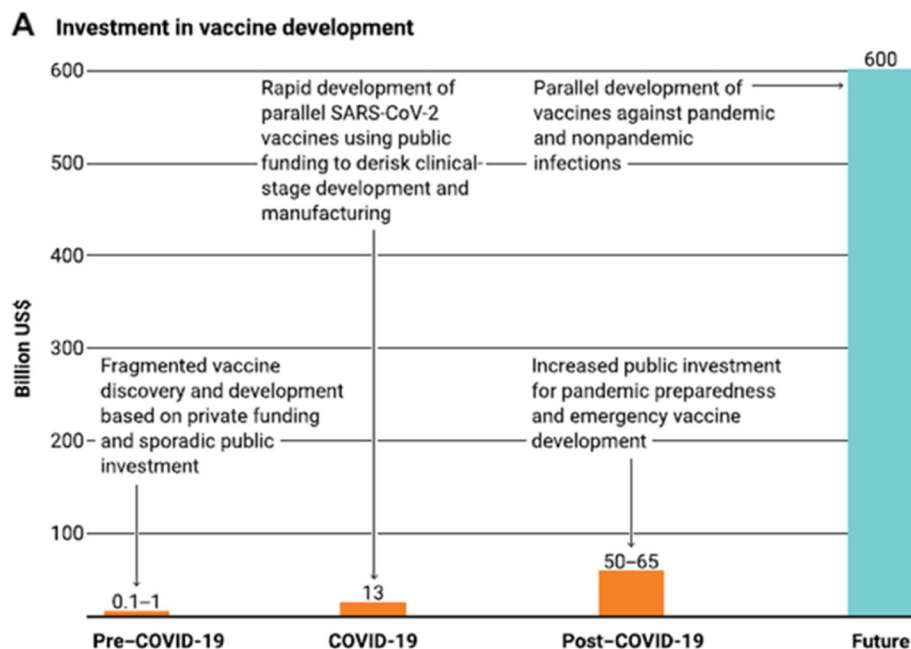 A Investment in vaccine development
600
600
Rapid development of
parallel SARS-CoV-2
vaccines using public
funding to derisk clinical-
stage development and
manufacturing
Parallel development of
vaccines against pandemic
and nonpandemic
infections
500
400
Billion US$
300
Fragmented vaccine
discovery and development
based on private funding
and sporadic public
investment
Increased public investment
for pandemic preparedness
and emergency vaccine
development
200
100
0.1–1
13
50–65
Pre–COVID-19
COVID-19
Post–COVID-19
Future